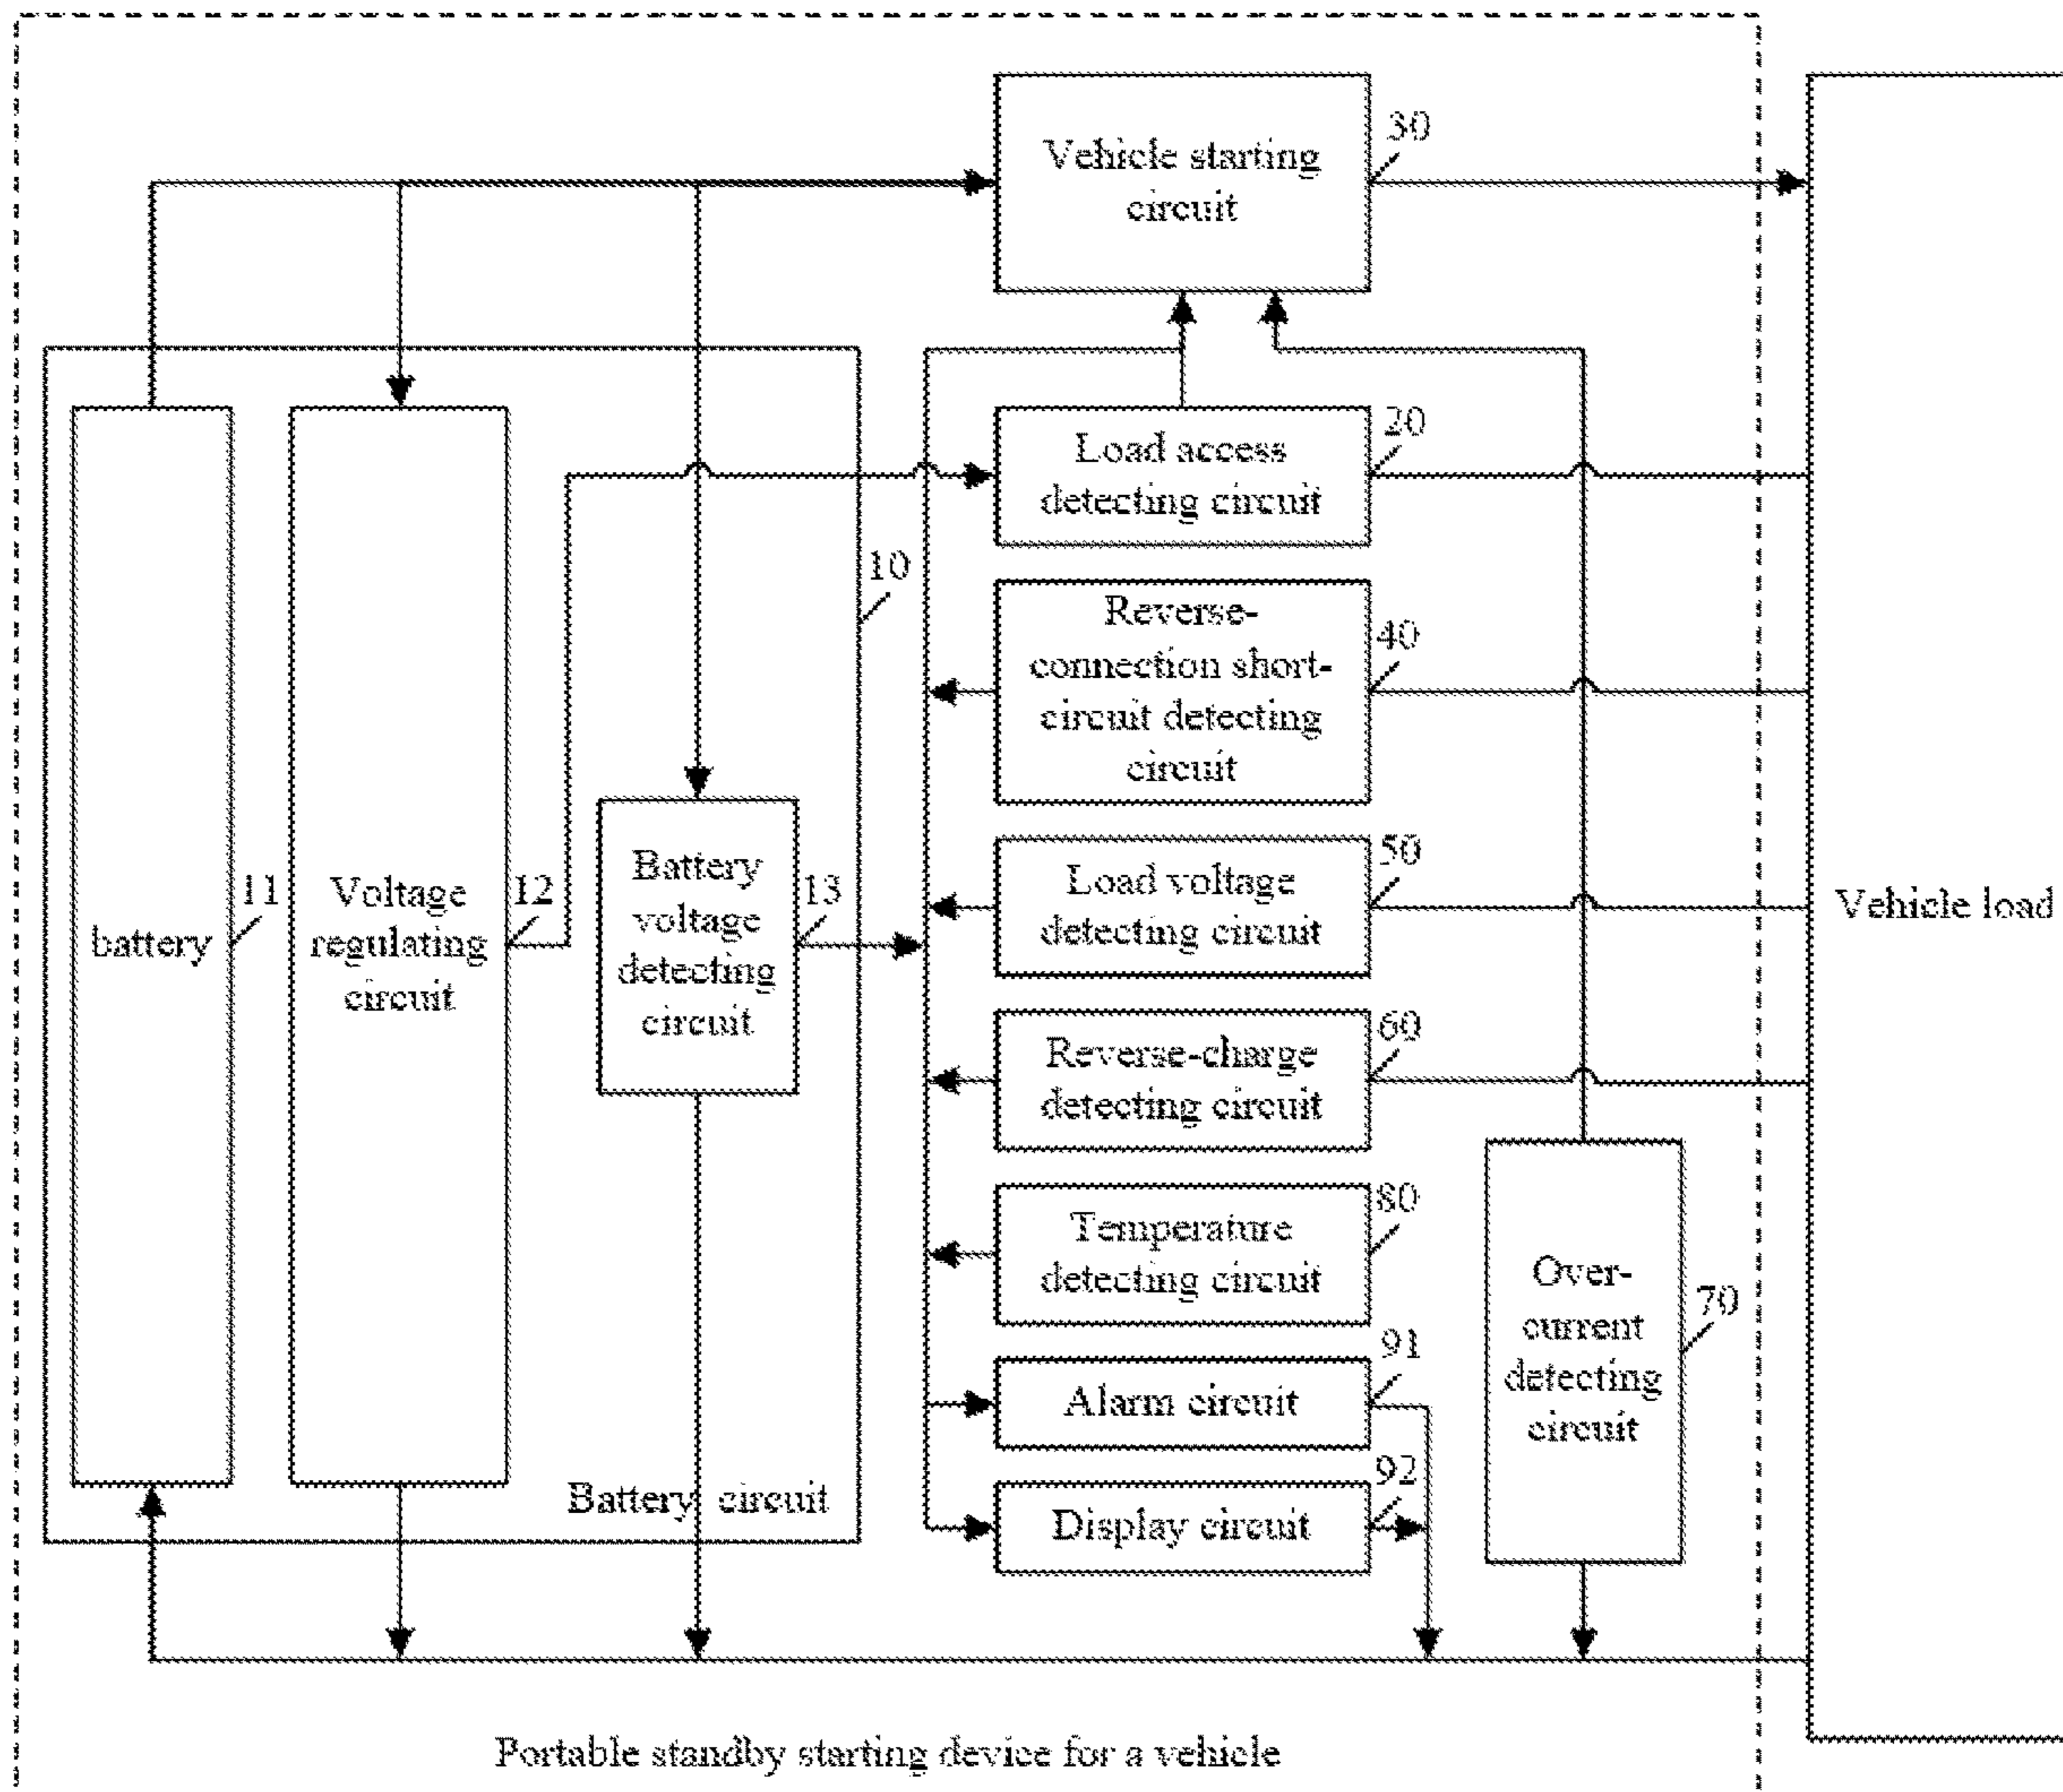 Vehicle starting
circuit
30
Load access
detecting circuit
20
10
Reverse-
connection short-
circuit detecting
circuit
40
battery
11
Voltage
regulating
circuit
12
Battery
voltage
detecting
circuit
13
Load voltage
detecting circuit
50
Vehicle load
Reverse-charge
detecting circuit
60
Temperature
detecting circuit
80
Over-
current
detecting
circuit
70
Alarm circuit
91
Battery circuit
Display circuit
92
Portable standby starting device for a vehicle